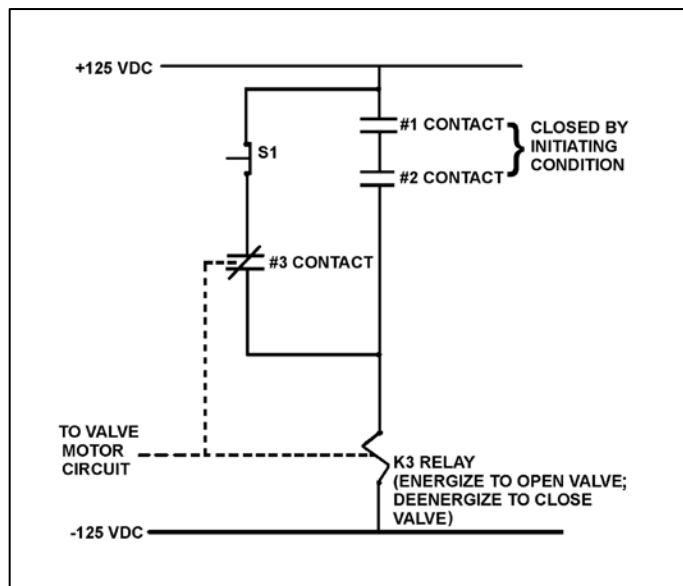 +125 VDC
#1 CONTACT
CLOSED BY
INITIATING
CONDITION
S1
#2 CONTACT
#3 CONTACT
TO VALVE
MOTOR
CIRCUIT
K3 RELAY
(ENERGIZE TO OPEN VALVE;
DEENERGIZE TO CLOSE
VALVE)
-125 VDC